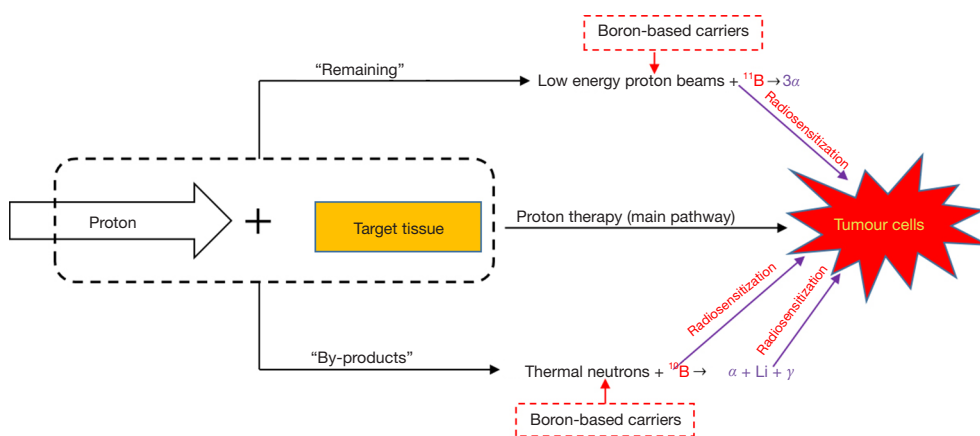 Boron-based carriers
“Remaining”
Low energy proton beams + ¹¹B → 3α
Radiosensitization
Proton
+
Target tissue
Proton therapy (main pathway)
Tumour cells
Radiosensitization
Radiosensitization
“By-products”
Thermal neutrons + ¹⁰B → α + Li + γ
Boron-based carriers